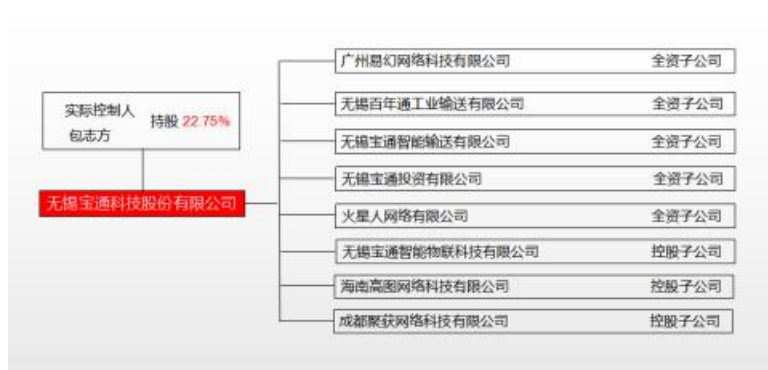 广州易幻网络科技有限公司 全资子公司
实际控制人
包志方
持股 22.75%
无锡百年通工业输送有限公司 全资子公司
无锡宝通智能输送有限公司 全资子公司
无锡宝通投资有限公司 全资子公司
无锡宝通科技股份有限公司
火星人网络有限公司 全资子公司
无锡宝通智能物联科技有限公司 控股子公司
海南高图网络科技有限公司 控股子公司
成都聚获网络科技有限公司 控股子公司